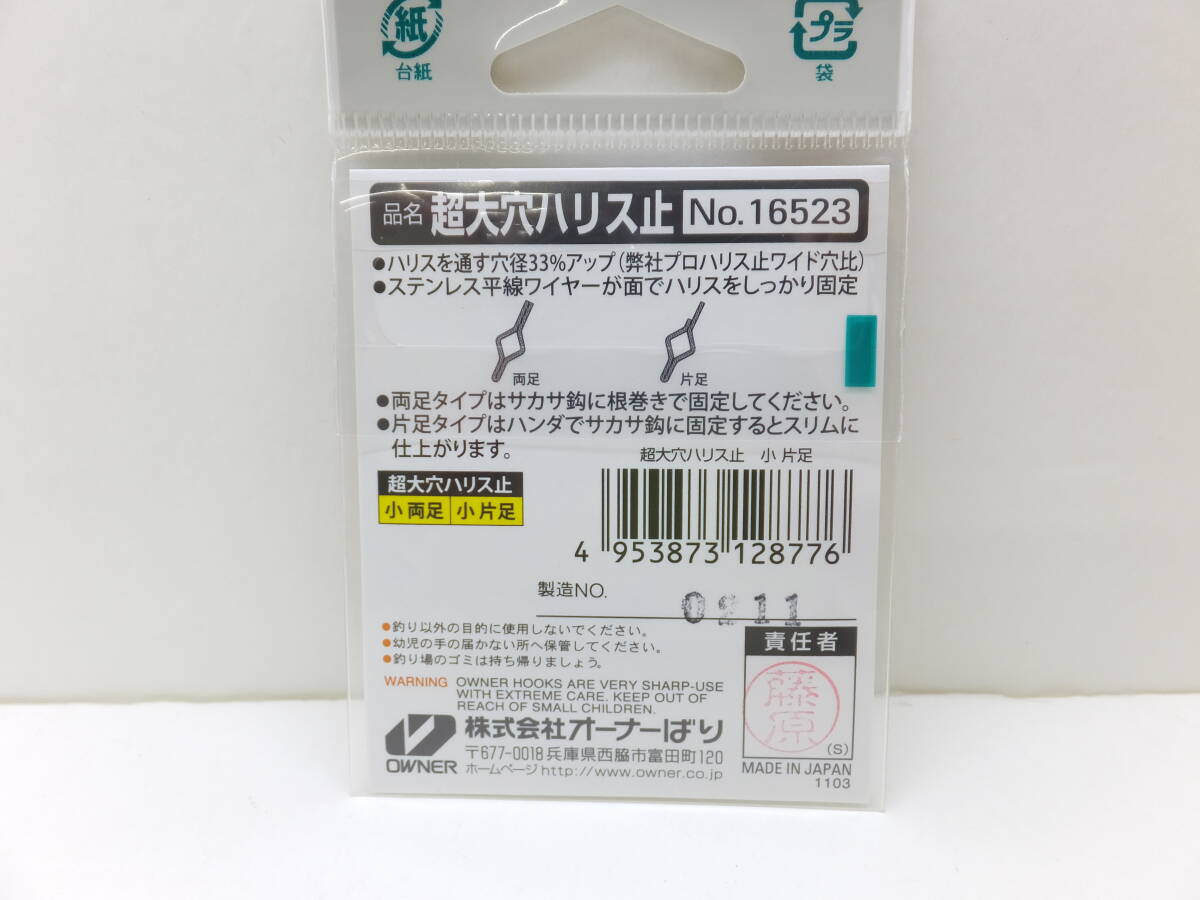 紙
台紙
プラ
袋
品名 超大穴ハリス止 No.16523
●ハリスを通す穴径33%アップ(弊社プロハリス止ワイド穴比)
●ステンレス平線ワイヤーが面でハリスをしっかり固定
両足 片足
●両足タイプはサカサ鈎に根巻きで固定してください。
●片足タイプはハンダでサカサ鈎に固定するとスリムに
仕上がります。
超大穴ハリス止 小 片足
超大穴ハリス止
小 両足 小 片足
4 953873 128776
製造NO. 0211
●釣り以外の目的に使用しないでください。
●幼児の手の届かない所へ保管してください。
●釣り場のゴミは持ち帰りましょう。
WARNING OWNER HOOKS ARE VERY SHARP-USE
WITH EXTREME CARE. KEEP OUT OF
REACH OF SMALL CHILDREN.
責任者
藤原
(S)
MADE IN JAPAN
1103
OWNER
株式会社オーナーばり
〒677-0018 兵庫県西脇市富田町120
ホームページ http://www.owner.co.jp